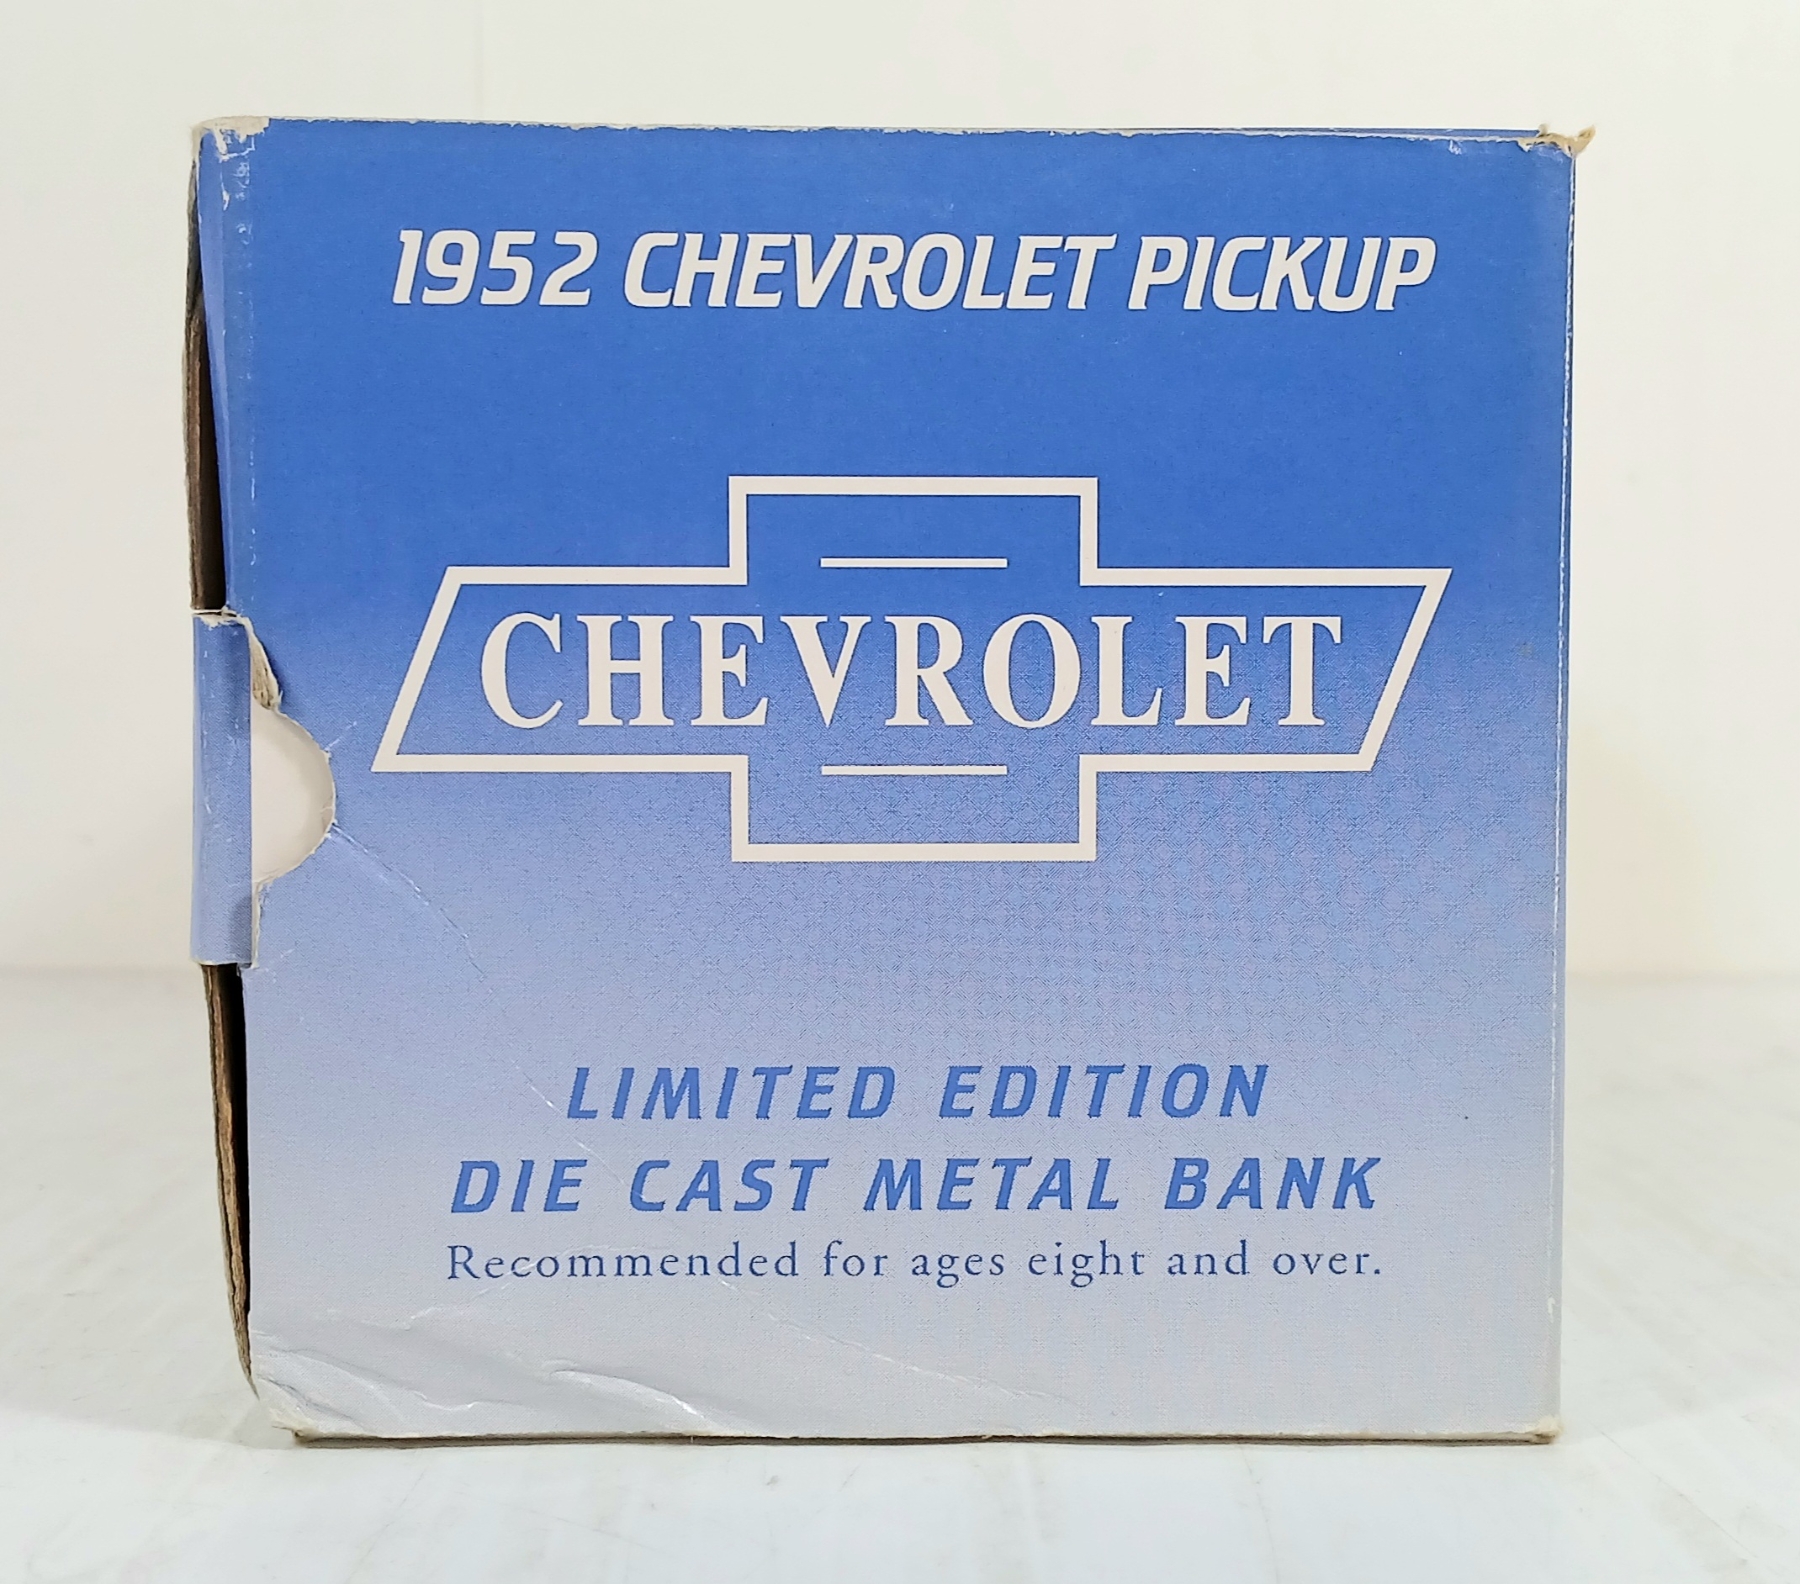 1952 CHEVROLET PICKUP
CHEVROLET
LIMITED EDITION
DIE CAST METAL BANK
Recommended for ages eight and over.